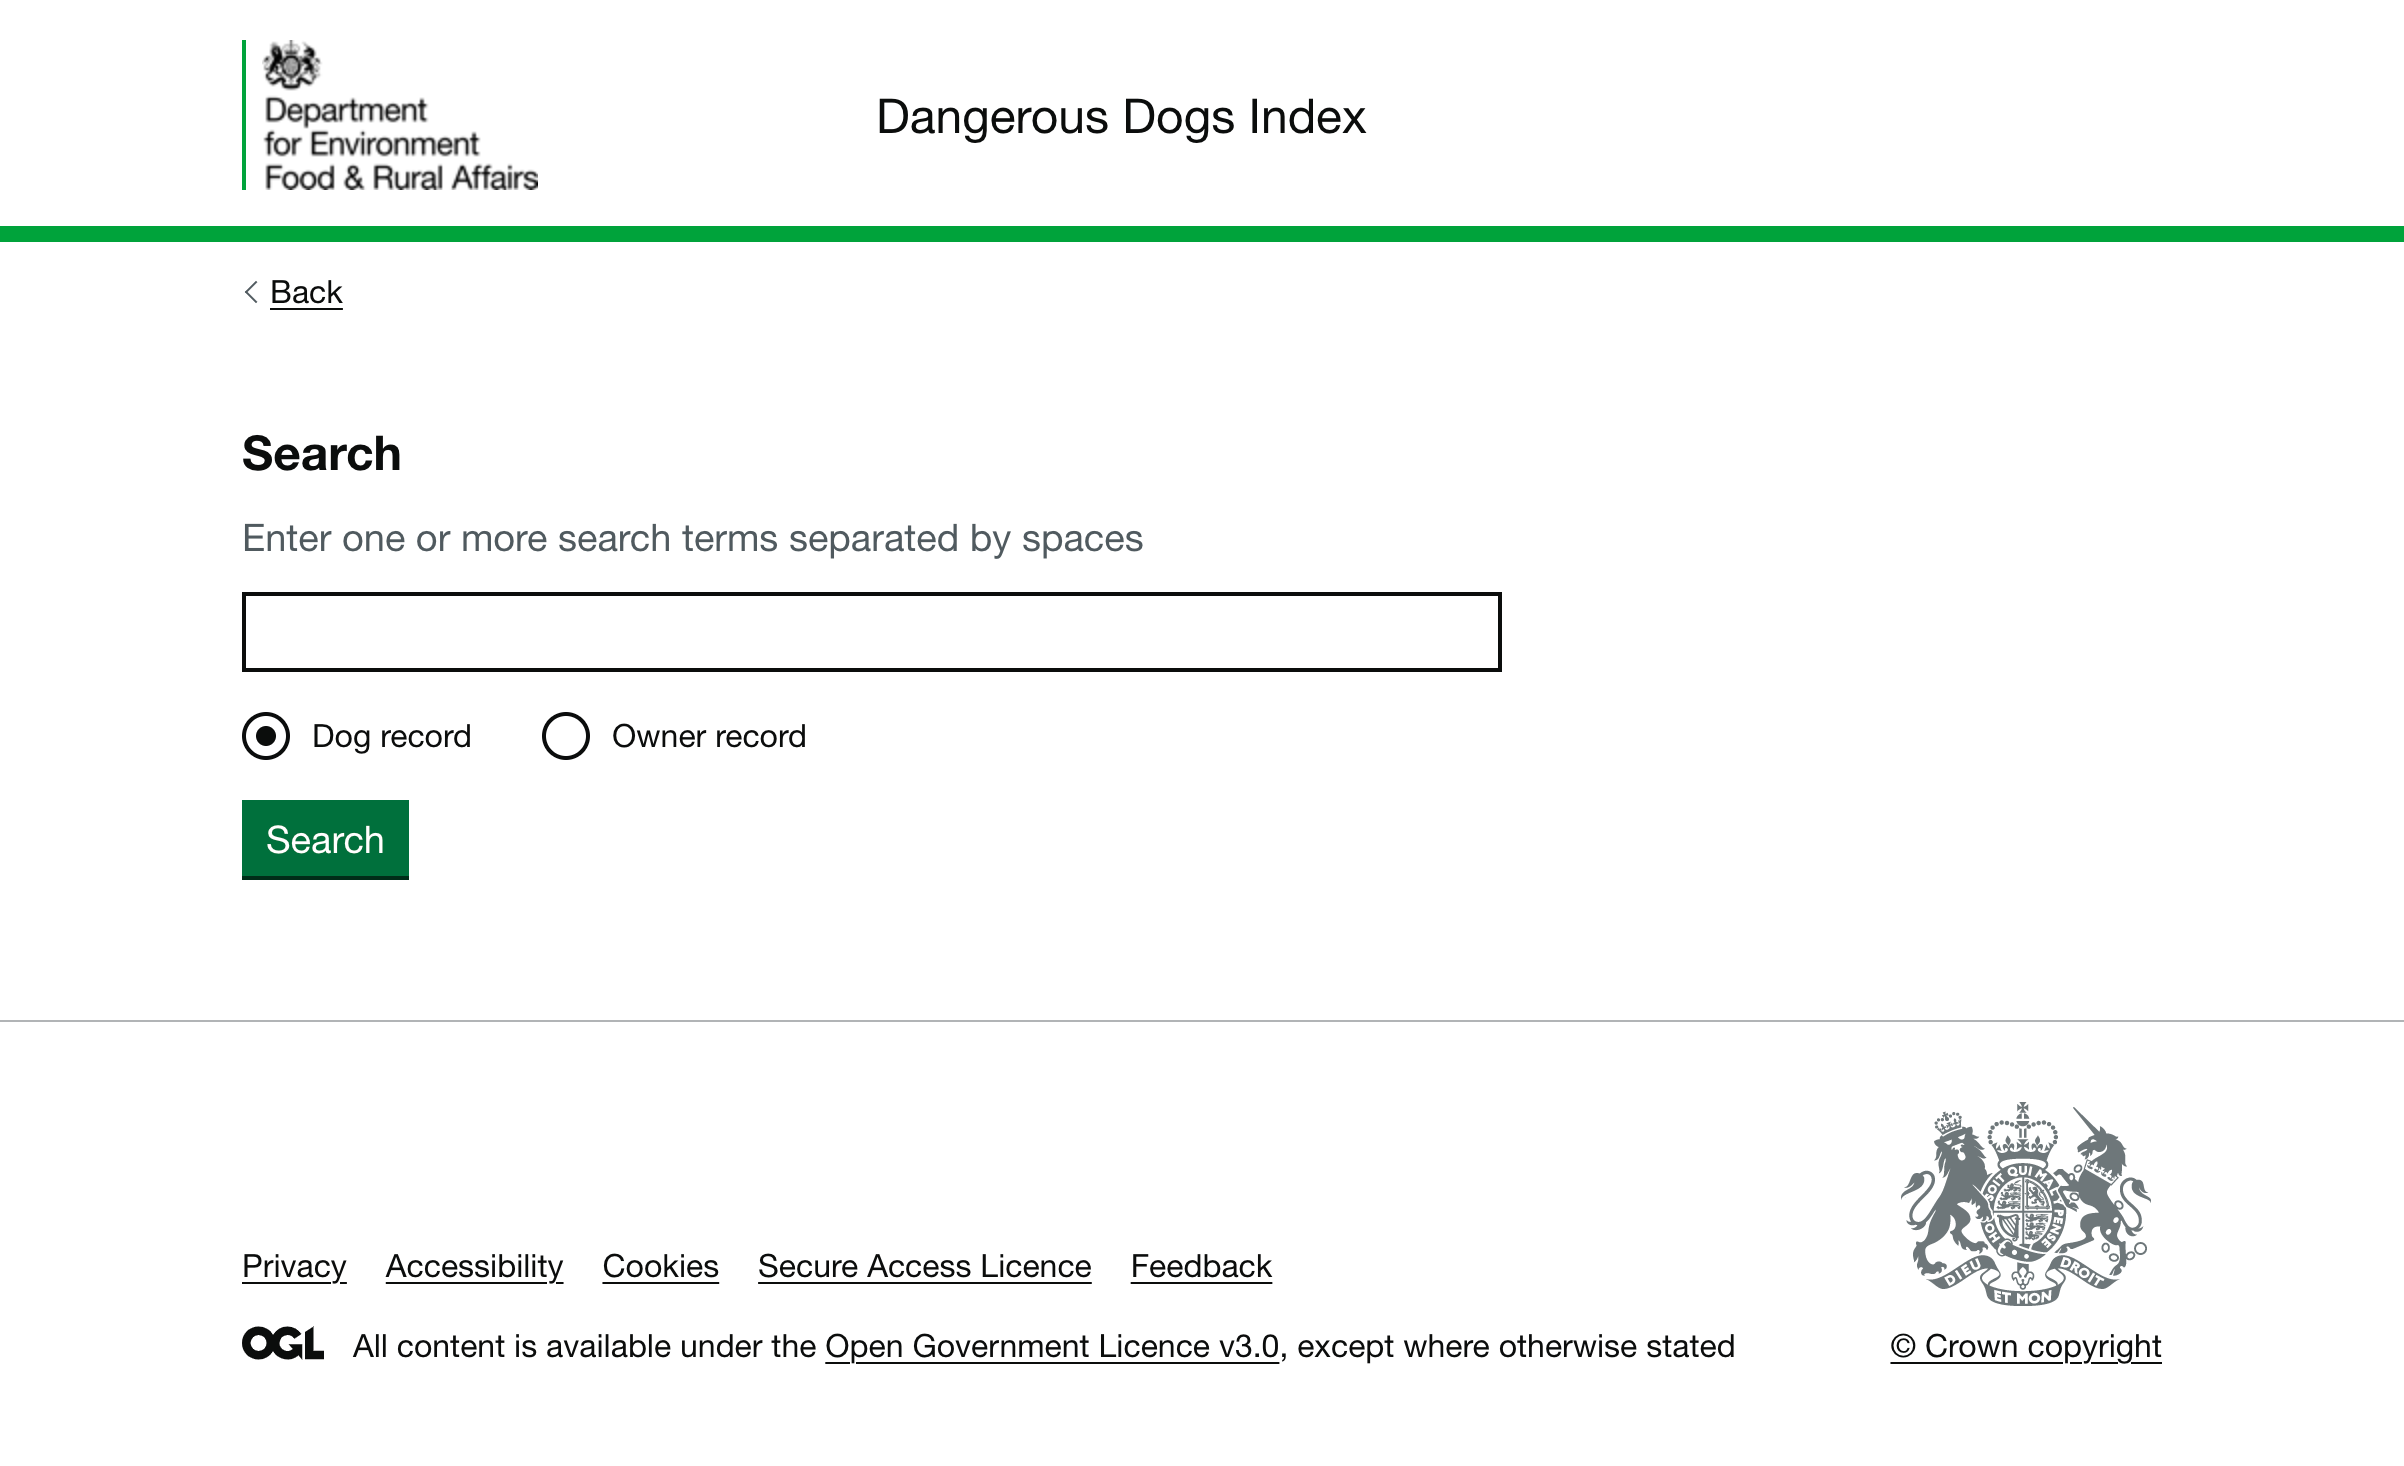 Department
for Environment
Food & Rural Affairs
Dangerous Dogs Index
Back
Search
Enter one or more search terms separated by spaces
Dog record
Owner record
Search
Privacy
Accessibility
Cookies
Secure Access Licence
Feedback
OGL
All content is available under the Open Government Licence v3.0, except where otherwise stated
SOIT QUI MAL Y PENSE
HON
DIEU ET MON DROIT
© Crown copyright